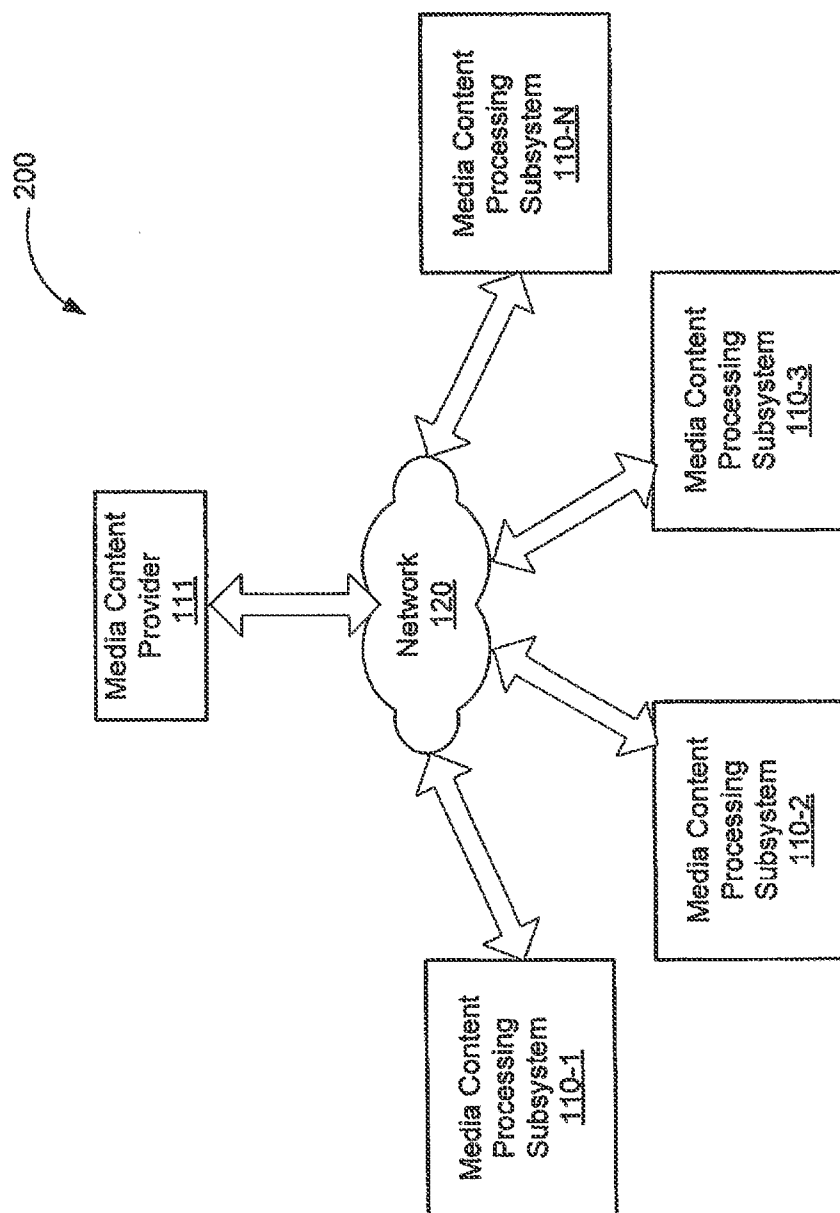 200
Media Content
Provider
111
Network
120
Media Content
Processing
Subsystem
110-1
Media Content
Processing
Subsystem
110-2
Media Content
Processing
Subsystem
110-3
Media Content
Processing
Subsystem
110-N